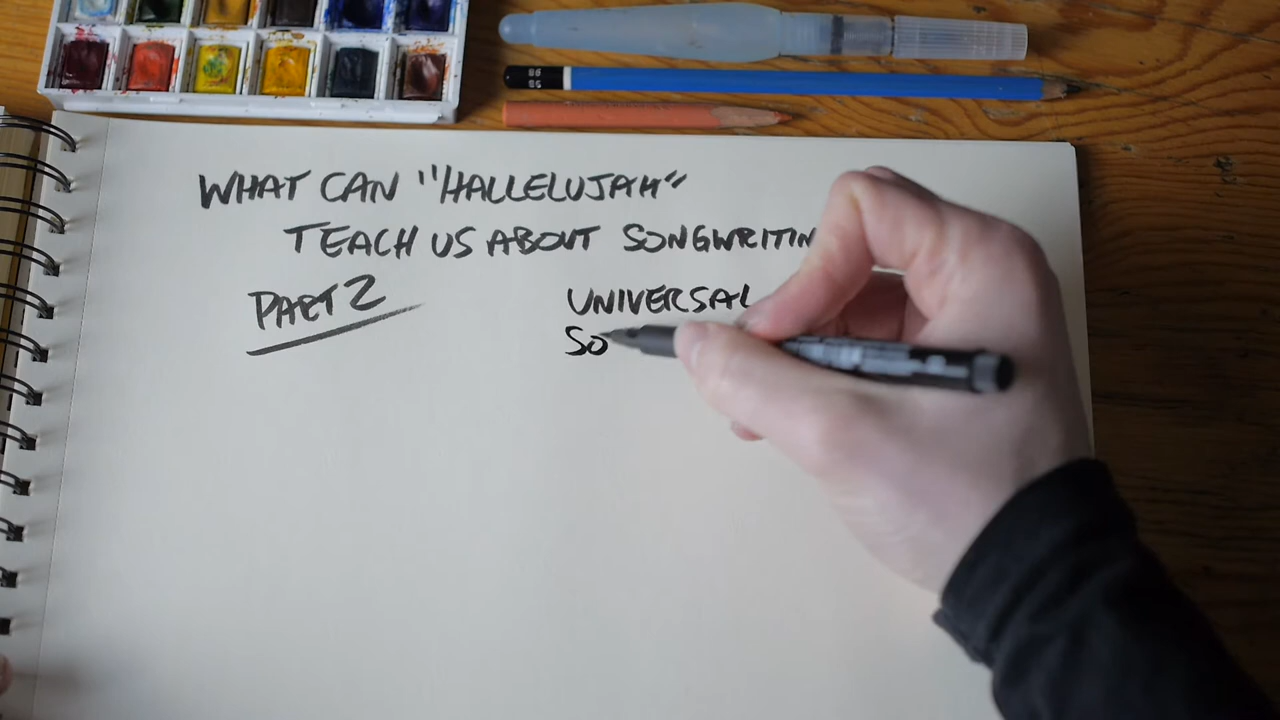 WHAT CAN "HALLELUJAH"
TEACH US ABOUT SONGWRITIN
PART 2
UNIVERSAL
SO